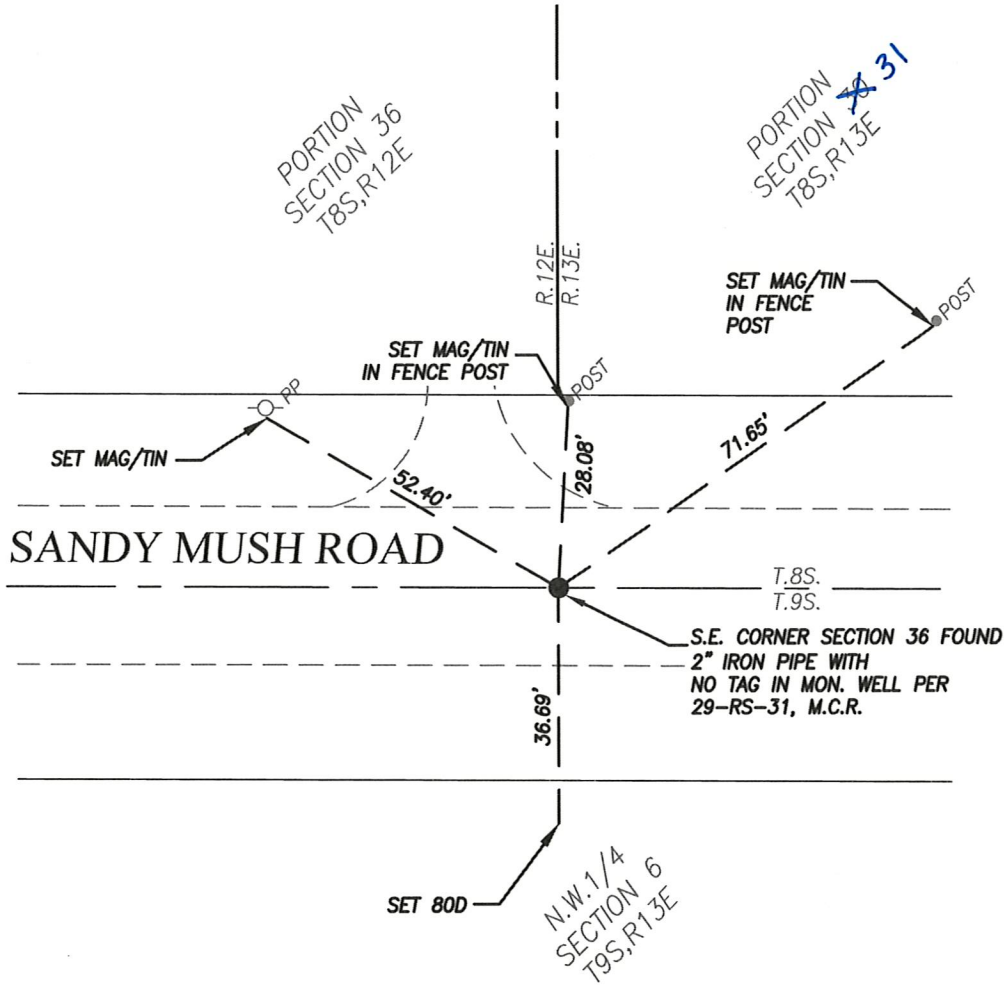 PORTION
SECTION 36
T8S,R12E
PORTION
SECTION 31
T8S,R13E
R.12E.
R.13E.
SET MAG/TIN
IN FENCE
POST
POST
SET MAG/TIN
IN FENCE POST
POST
PP
SET MAG/TIN
52.40'
28.08'
71.65'
SANDY MUSH ROAD
T.8S.
T.9S.
S.E. CORNER SECTION 36 FOUND
2" IRON PIPE WITH
NO TAG IN MON. WELL PER
29-RS-31, M.C.R.
36.69'
SET 80D
N.W.1/4
SECTION 6
T9S,R13E